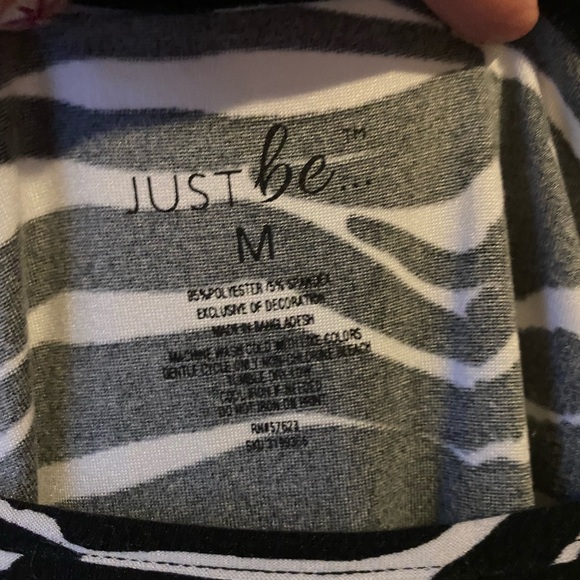 JUST be...™
M
95%POLYESTER /5% SPANDEX
EXCLUSIVE OF DECORATION
MADE IN BANGLADESH
MACHINE WASH COLD WITH LIKE COLORS
GENTLE CYCLE ONLY NON-CHLORINE BLEACH
TUMBLE DRY LOW
COOL IRON IF NEEDED
DO NOT IRON ON PRINT
RN#57623